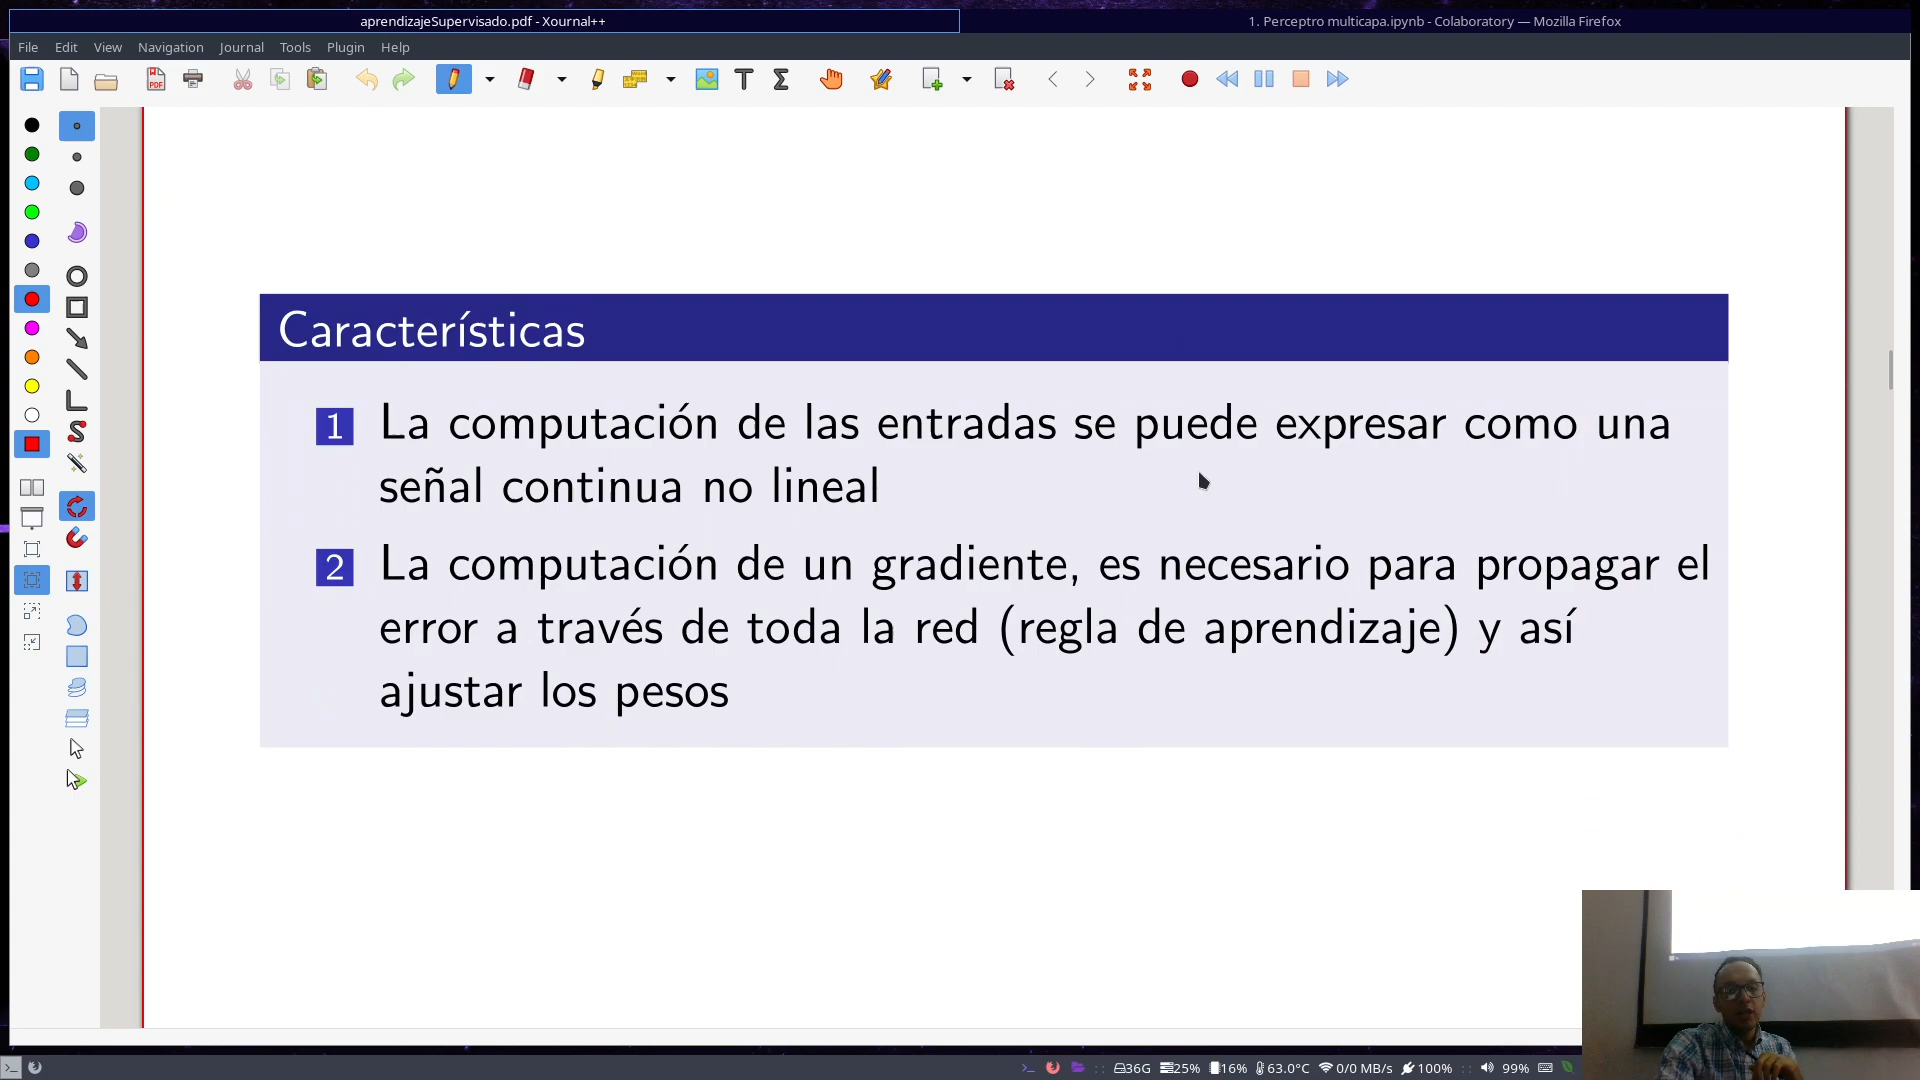 aprendizajeSupervisado.pdf - Xournal++
1. Perceptro multicapa.ipynb - Colaboratory — Mozilla Firefox
File Edit View Navigation Journal Tools Plugin Help
Características
1 La computación de las entradas se puede expresar como una
señal continua no lineal
2 La computación de un gradiente, es necesario para propagar el
error a través de toda la red (regla de aprendizaje) y así
ajustar los pesos
36G 25% 16% 63.0°C 0/0 MB/s 100% 99%